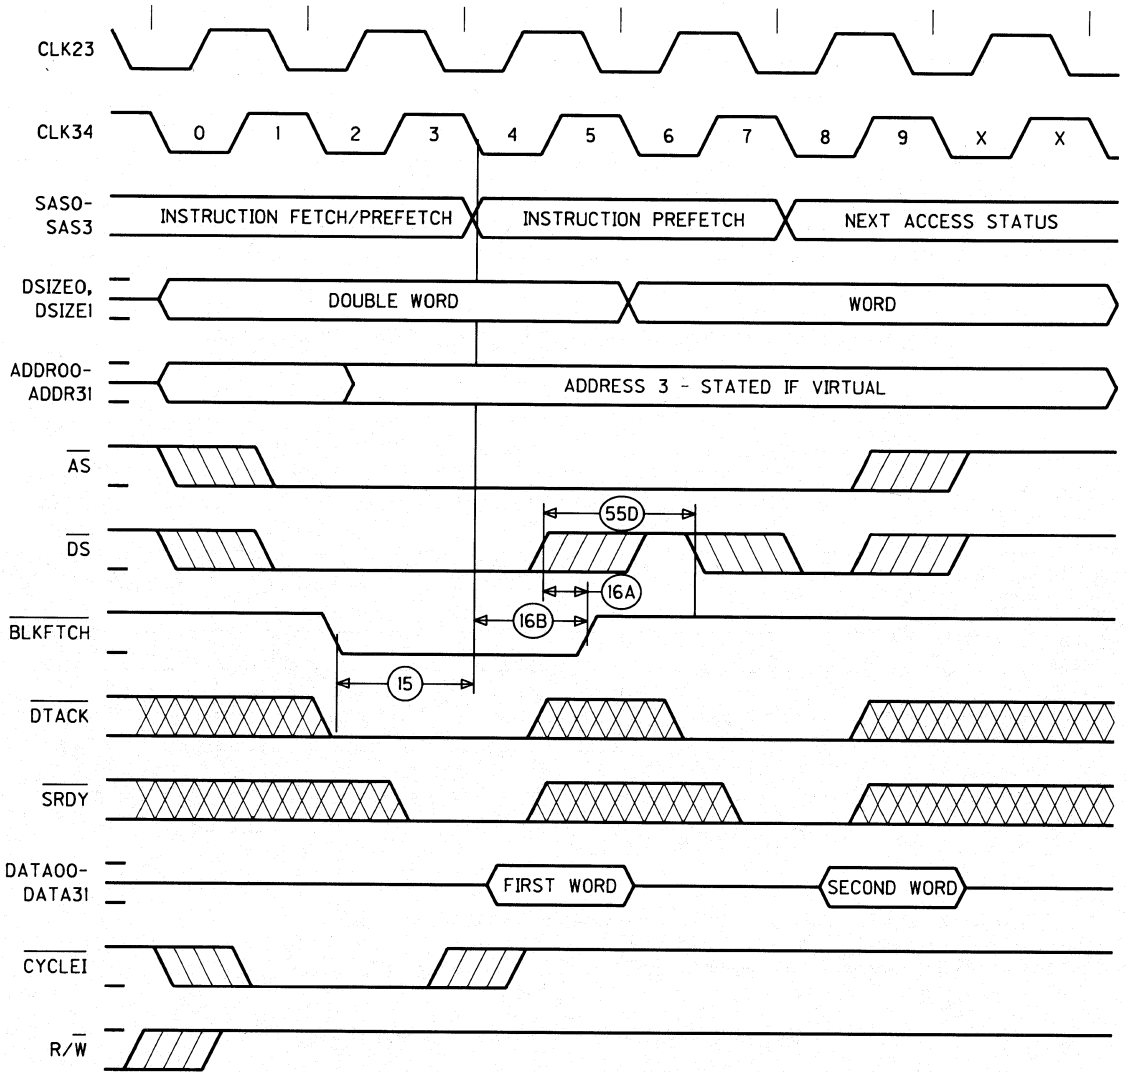 CLK23
CLK34
0 1 2 3 4 5 6 7 8 9 X X
SAS0-
SAS3
INSTRUCTION FETCH/PREFETCH
INSTRUCTION PREFETCH
NEXT ACCESS STATUS
DSIZE0,
DSIZE1
DOUBLE WORD
WORD
ADDR00-
ADDR31
ADDRESS 3 - STATED IF VIRTUAL
AS
DS
55D
16A
BLKFTCH
16B
15
DTACK
SRDY
DATA00-
DATA31
FIRST WORD
SECOND WORD
CYCLEI
R/W